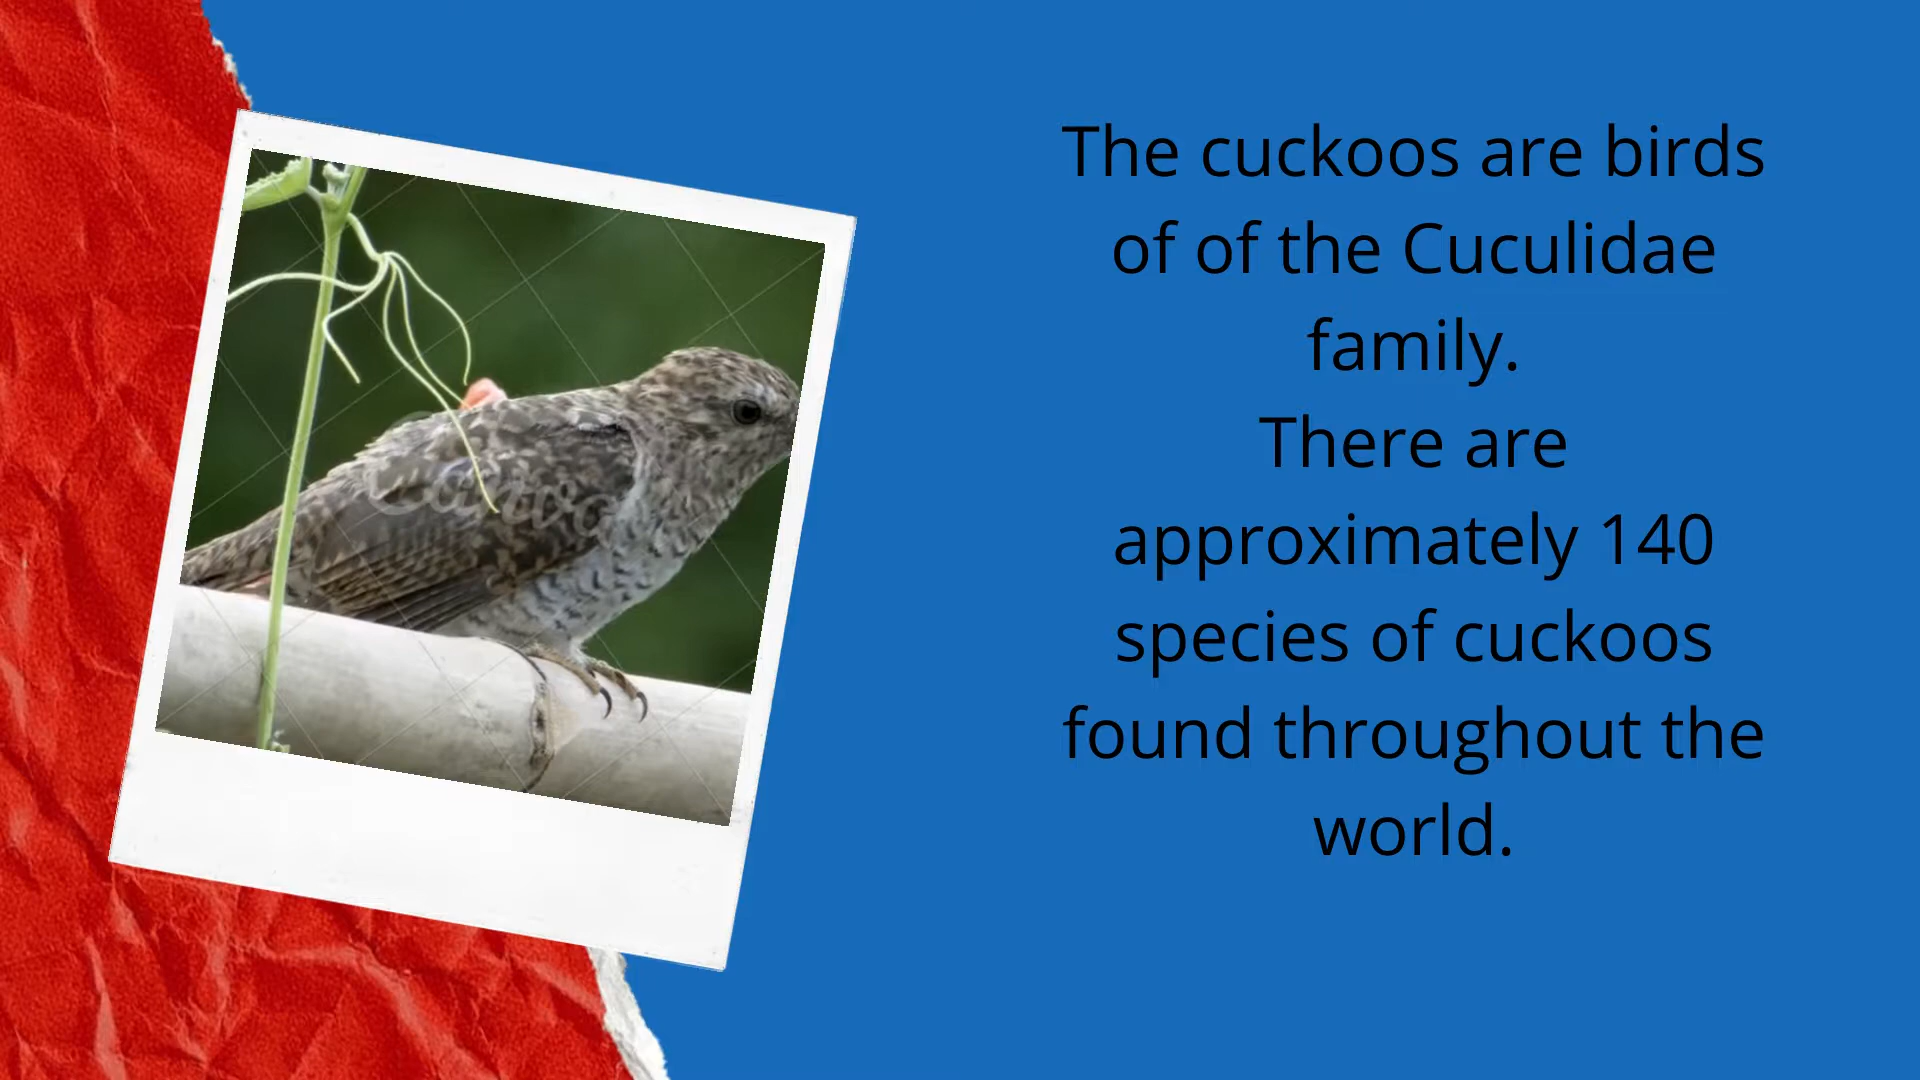 The cuckoos are birds
of of the Cuculidae
family.
There are
approximately 140
species of cuckoos
found throughout the
world.
Canva